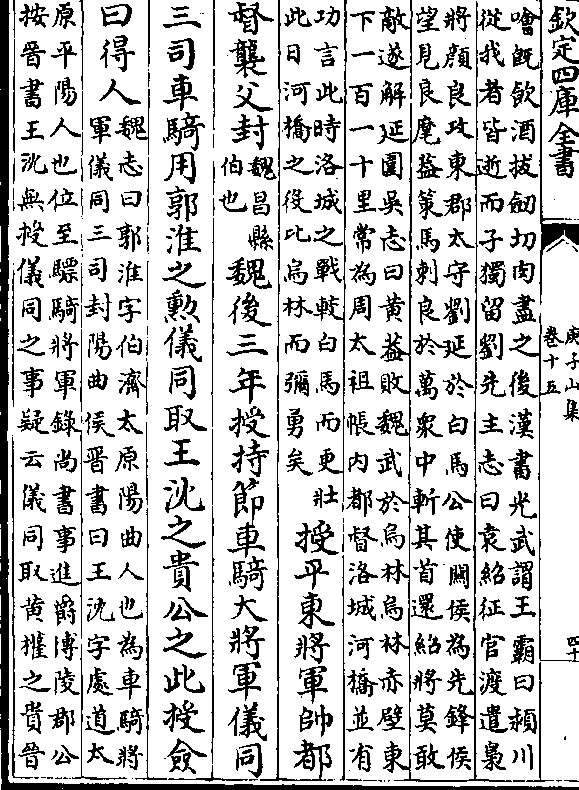 欽定四庫全書
庚子山集
卷十五
四十
噲既飲酒拔劒切肉盡之後漢書光武謂王霸曰潁川
從我者皆逝而子獨留劉先主志曰袁紹征官渡遣梟
將顔良攻東郡太守劉延於白馬公使闗侯為先鋒侯
望見良麾葢策馬刺良於萬衆中斬其首還紹將莫敢
敵遂解延圍吳志曰黄葢敗魏武於烏林烏林赤壁東
下一百一十里常為周太祖帳内都督洛城河橋並有
功言此時洛城之戰較白馬而更壯
此日河橋之役比烏林而彌勇矣
授平東將軍帥都
督襲父封
魏昌縣
伯也
魏後三年授持節車騎大將軍儀同
三司車騎用郭淮之勲儀同取王沈之貴公之此授僉
曰得人
魏志曰郭淮字伯濟太原陽曲人也為車騎將
軍儀同三司封陽曲侯晉書曰王沈字處道太
原平陽人也位至驃騎將軍錄尚書事進爵博陵郡公
按晉書王沈無授儀同之事疑云儀同取黄權之貴晉